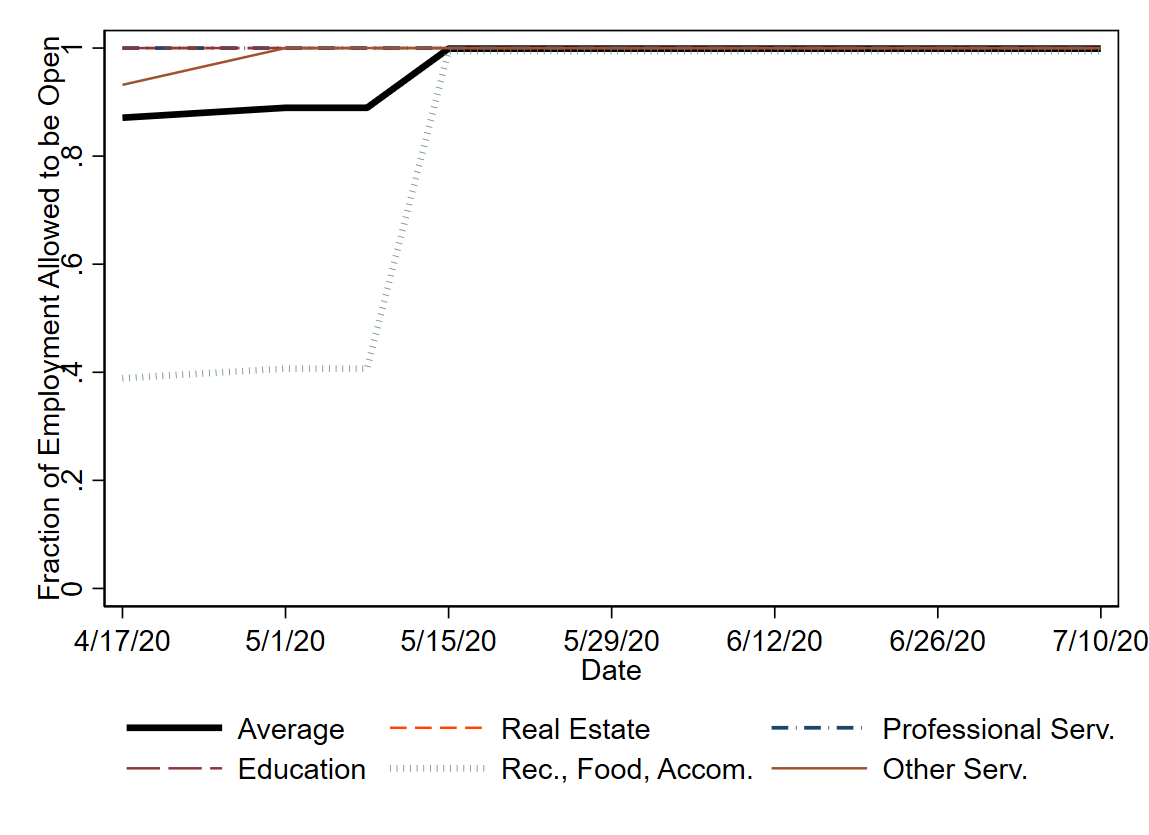 Fraction of Employment Allowed to be Open
1
.8
.6
.4
.2
0
4/17/20 5/1/20 5/15/20 5/29/20 6/12/20 6/26/20 7/10/20
Date
Average Real Estate Professional Serv.
Education Rec., Food, Accom. Other Serv.